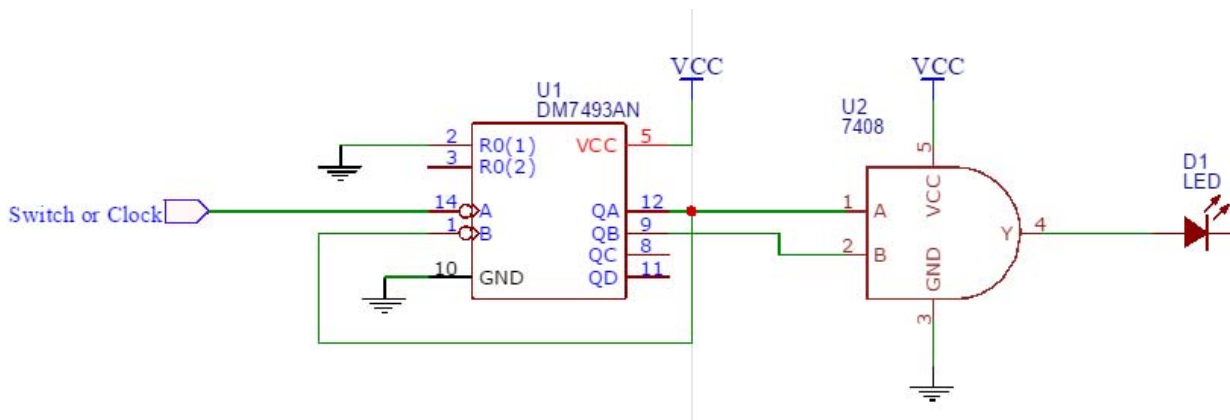 VCC
VCC
U1
DM7493AN
U2
7408
2 R0(1)
VCC 5
3 R0(2)
5
VCC
D1
LED
Switch or Clock
14 A
QA 12
1 A
1 B
QB 9
Y 4
QC 8
2 B
10 GND
QD 11
GND
3